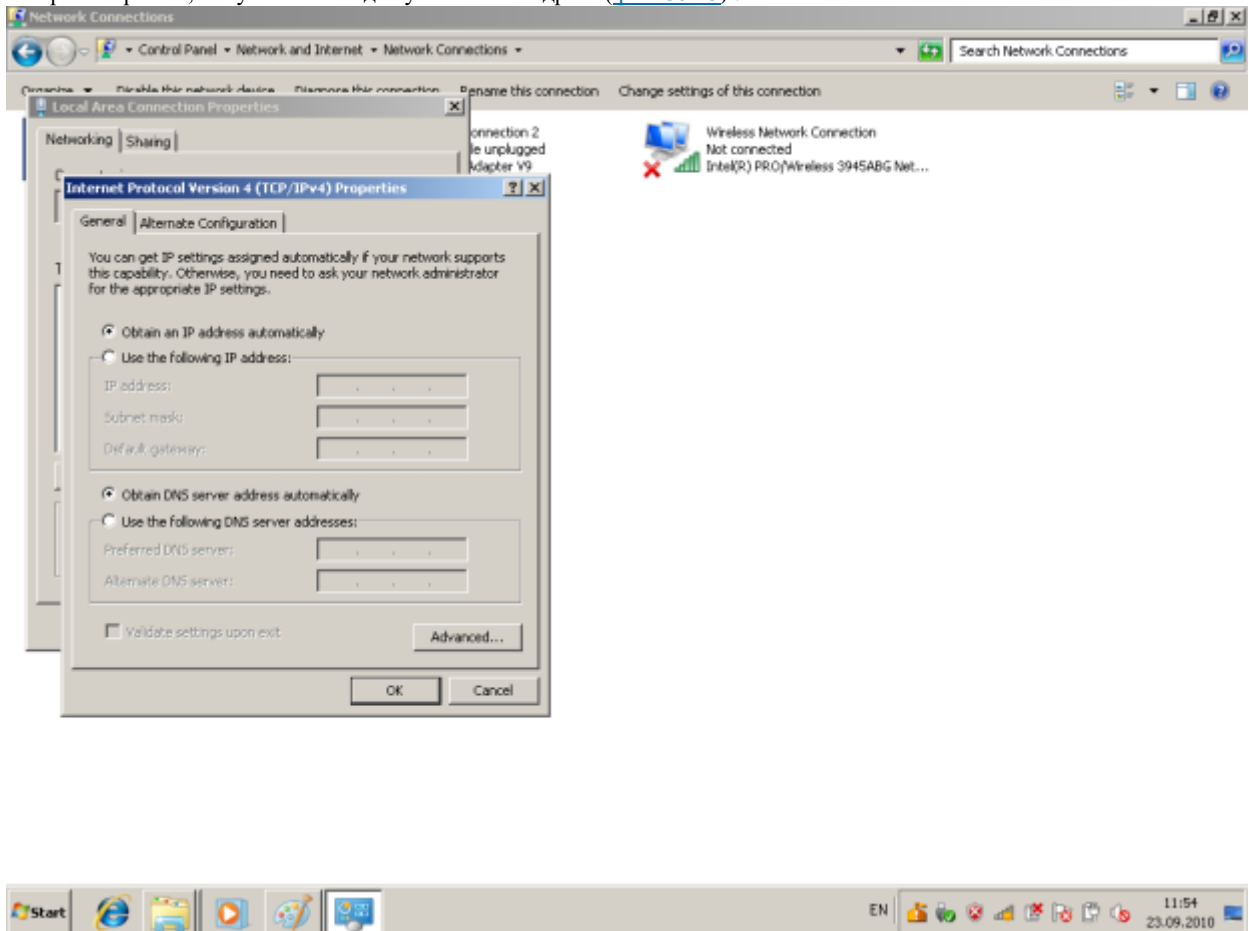 Network Connections
Control Panel Network and Internet Network Connections
Search Network Connections
Organize Disable this network device Diagnose this connection Rename this connection Change settings of this connection
Local Area Connection Properties
Networking Sharing
onnection 2
le unplugged
Adapter V9
Wireless Network Connection
Not connected
Intel(R) PRO/Wireless 3945ABG Net...
Internet Protocol Version 4 (TCP/IPv4) Properties
General Alternate Configuration
You can get IP settings assigned automatically if your network supports
this capability. Otherwise, you need to ask your network administrator
for the appropriate IP settings.
Obtain an IP address automatically
Use the following IP address:
IP address:
Subnet mask:
Default gateway:
Obtain DNS server address automatically
Use the following DNS server addresses:
Preferred DNS server:
Alternate DNS server:
Validate settings upon exit
Advanced...
OK Cancel
Start
EN
11:54
23.09.2010